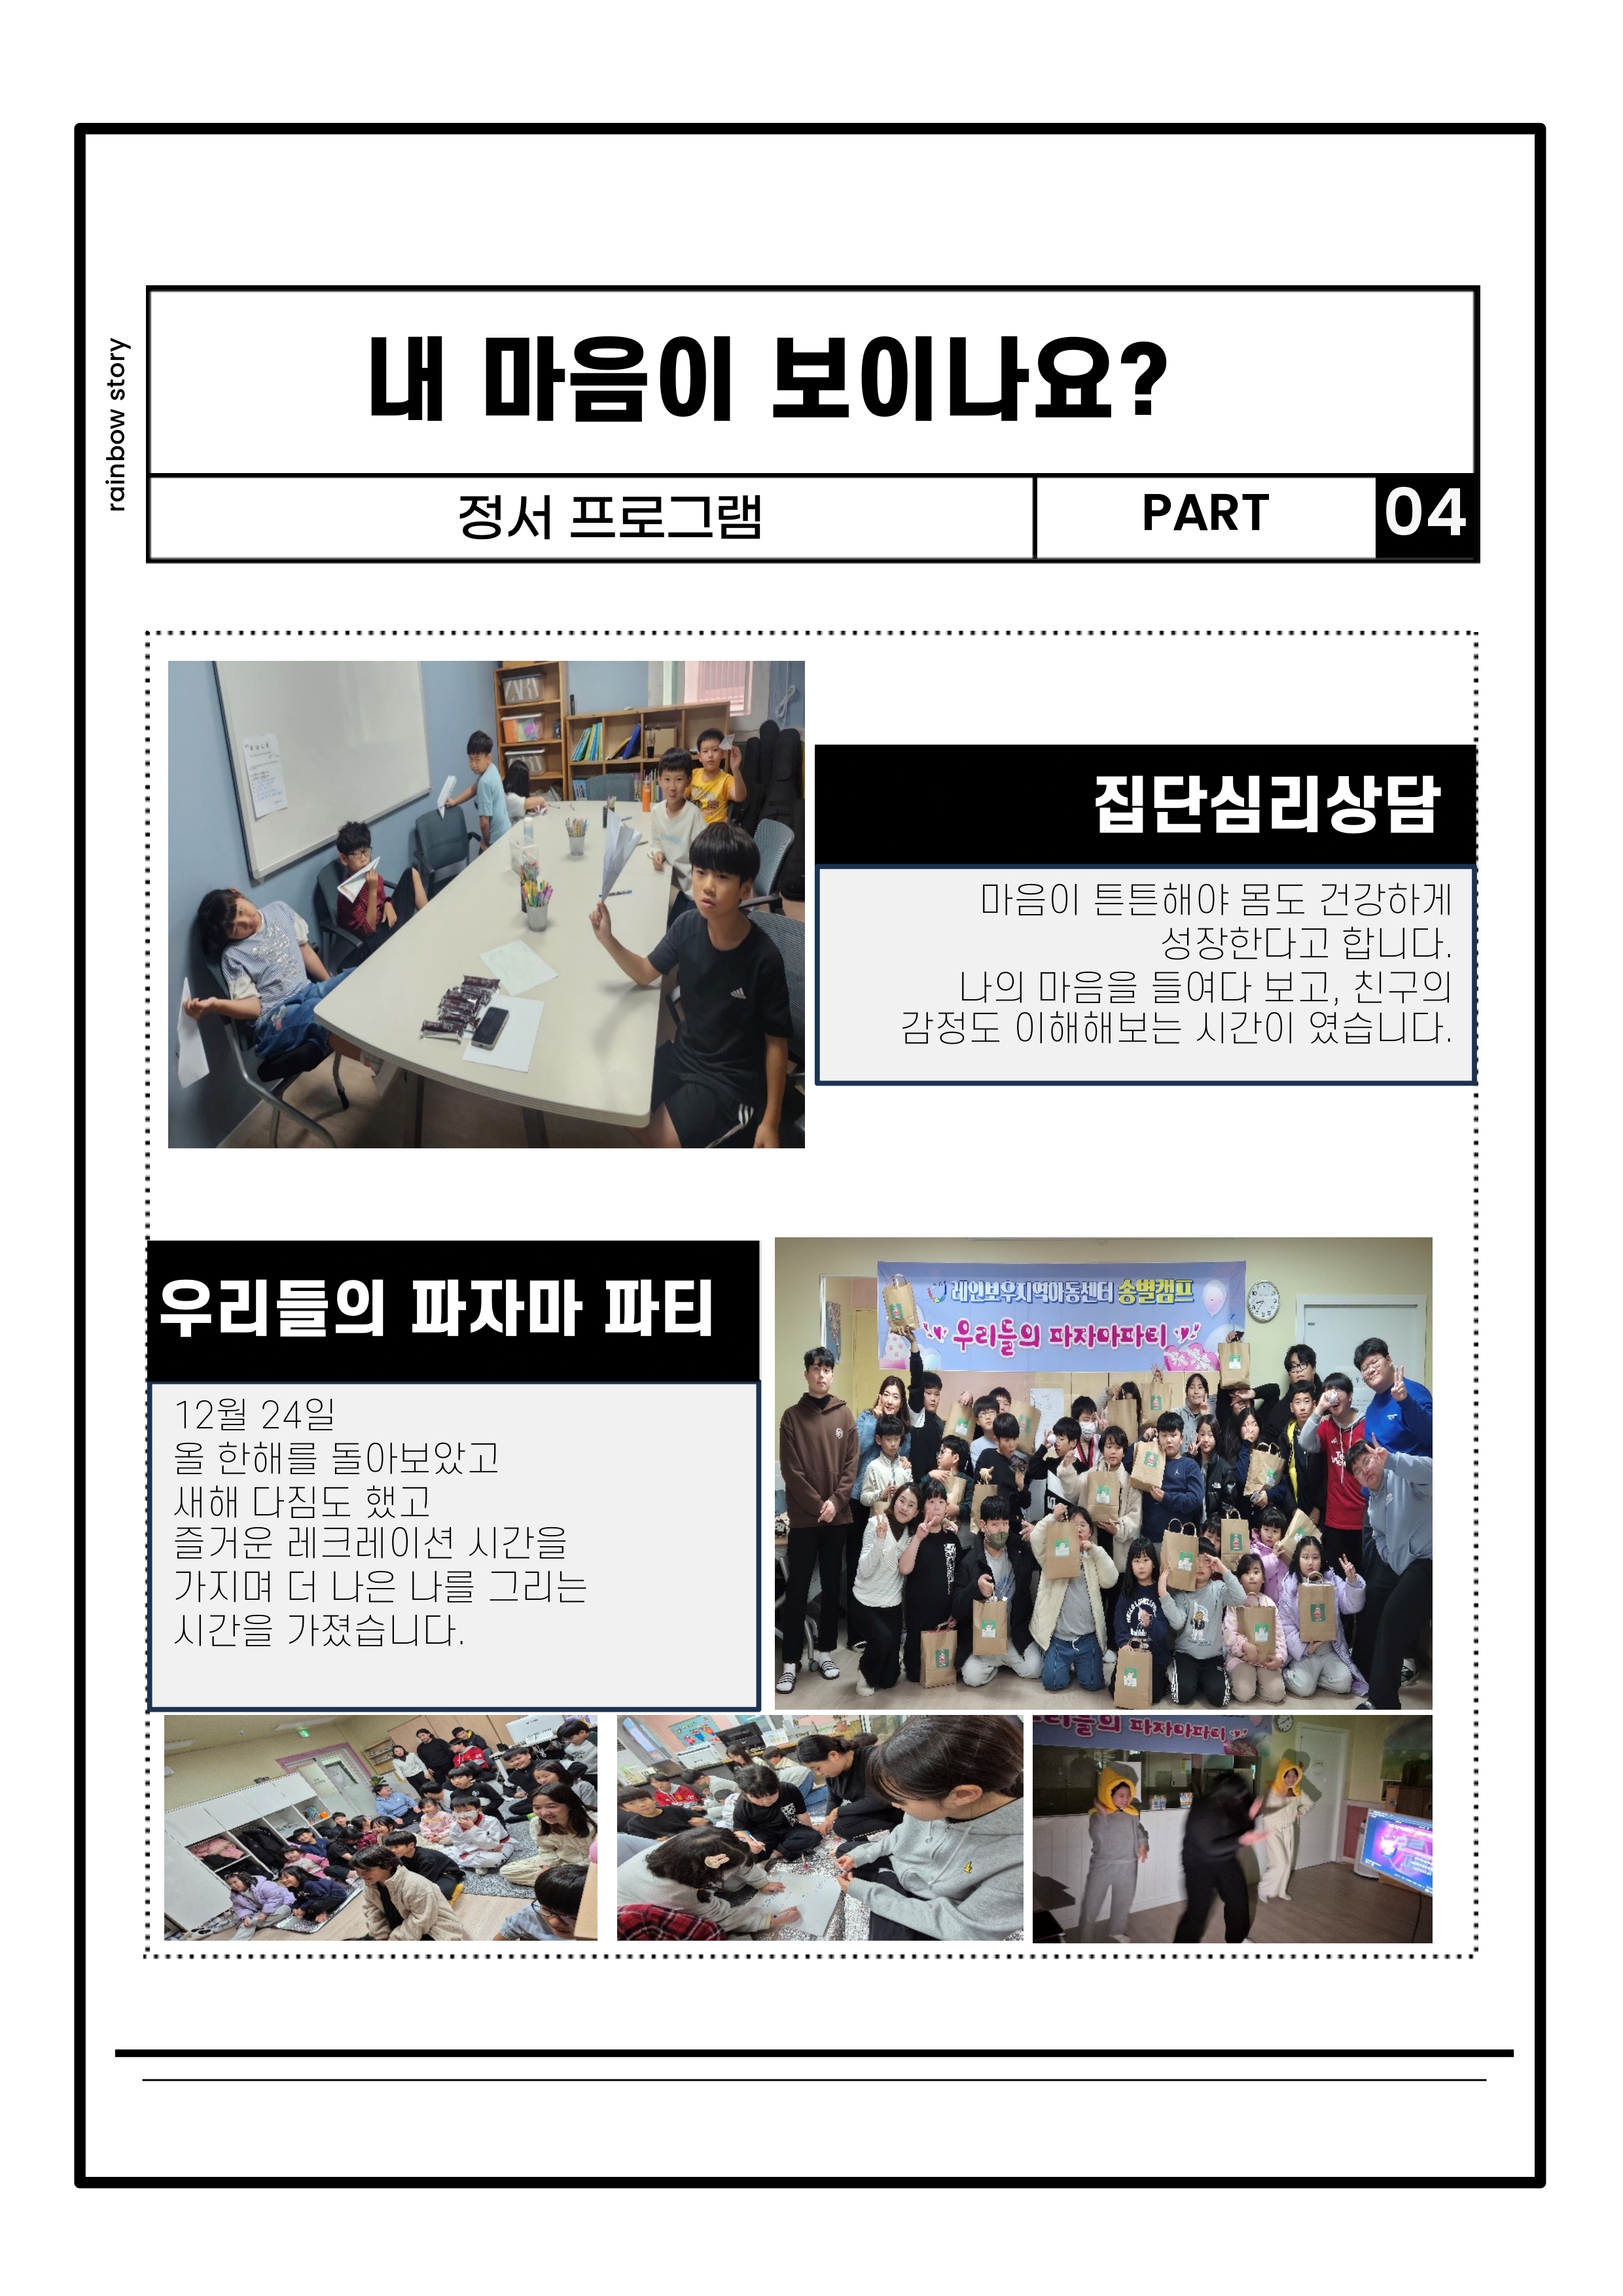 rainbow story
내 마음이 보이나요?
정서 프로그램
PART
04
집단심리상담
마음이 튼튼해야 몸도 건강하게
성장한다고 합니다.
나의 마음을 들여다 보고, 친구의
감정도 이해해보는 시간이 였습니다.
우리들의 파자마 파티
12월 24일
올 한해를 돌아보았고
새해 다짐도 했고
즐거운 레크레이션 시간을
가지며 더 나은 나를 그리는
시간을 가졌습니다.
레인보우지역아동센터 송별캠프
우리들의 파자마파티
우리들의 파자마파티